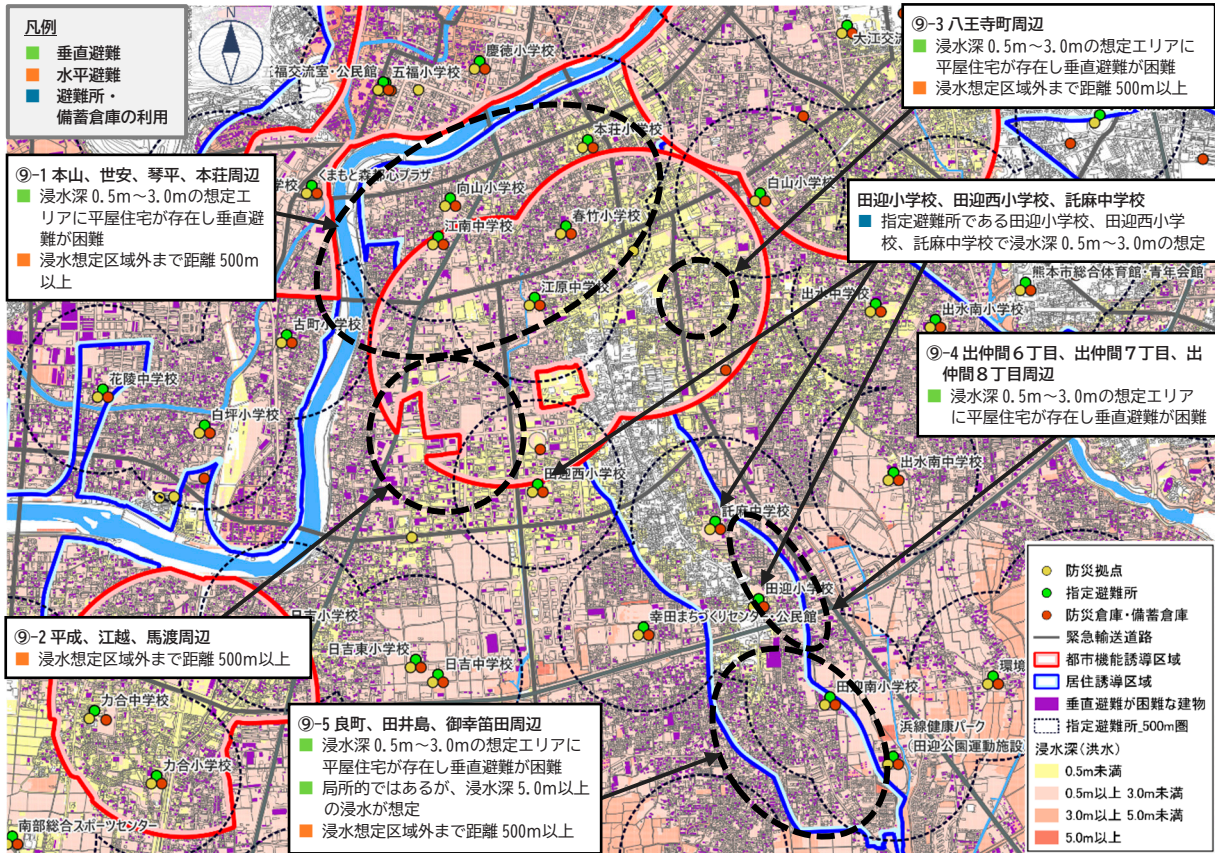 凡例
垂直避難
水平避難
避難所・
備蓄倉庫の利用
⑨-1 本山、世安、琴平、本荘周辺
浸水深0.5m～3.0mの想定エ
リアに平屋住宅が存在し垂直避
難が困難
浸水想定区域外まで距離500m
以上
⑨-3 八王寺町周辺
浸水深0.5m～3.0mの想定エリアに
平屋住宅が存在し垂直避難が困難
浸水想定区域外まで距離500m以上
田迎小学校、田迎西小学校、託麻中学校
指定避難所である田迎小学校、田迎西小学
校、託麻中学校で浸水深0.5m～3.0mの想定
⑨-4 出仲間６丁目、出仲間７丁目、出
仲間８丁目周辺
浸水深0.5m～3.0mの想定エリア
に平屋住宅が存在し垂直避難が困難
⑨-2 平成、江越、馬渡周辺
浸水想定区域外まで距離500m以上
⑨-5 良町、田井島、御幸笛田周辺
浸水深0.5m～3.0mの想定エリアに
平屋住宅が存在し垂直避難が困難
局所的ではあるが、浸水深5.0m以上
の浸水が想定
浸水想定区域外まで距離500m以上
慶徳小学校
五福交流室・公民館
五福小学校
大江交流
本荘小学校
くまもと森都心プラザ
学校
向山小学校
白山小学校
江南中学校
春竹小学校
江原中学校
出水中学校
熊本市総合体育館・青年会館
出水南小学校
古町小学校
花陵中学校
白坪小学校
田迎西小学校
出水南中学校
託麻中学校
田迎小学校
幸田まちづくりセンター・公民館
日吉小学校
日吉東小学校
日吉中学校
田迎南小学校
環境
浜線健康パーク
(田迎公園運動施設
力合中学校
力合小学校
南部総合スポーツセンター
防災拠点
指定避難所
防災倉庫・備蓄倉庫
緊急輸送道路
都市機能誘導区域
居住誘導区域
垂直避難が困難な建物
指定避難所_500m圏
浸水深(洪水)
0.5m未満
0.5m以上 3.0m未満
3.0m以上 5.0m未満
5.0m以上